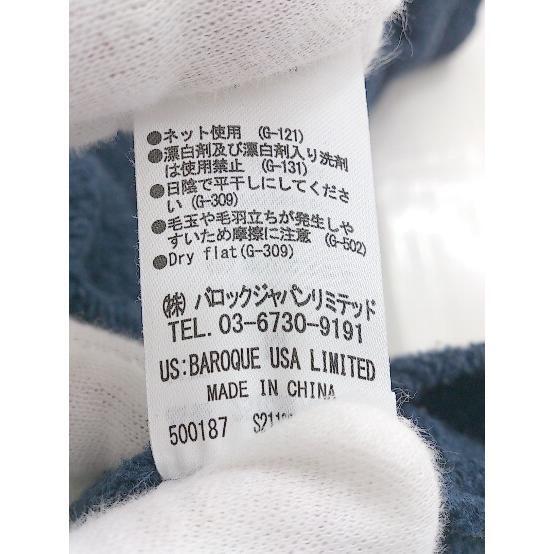 ●ネット使用 (G-121)
●漂白剤及び漂白剤入り洗剤
は使用禁止 (G-131)
●日陰で平干しにしてくださ
い(G-309)
●毛玉や毛羽立ちが発生しや
すいため摩擦に注意 (G-502)
●Dry flat(G-309)
㈱ バロックジャパンリミテッド
TEL. 03-6730-9191
US:BAROQUE USA LIMITED
MADE IN CHINA
500187